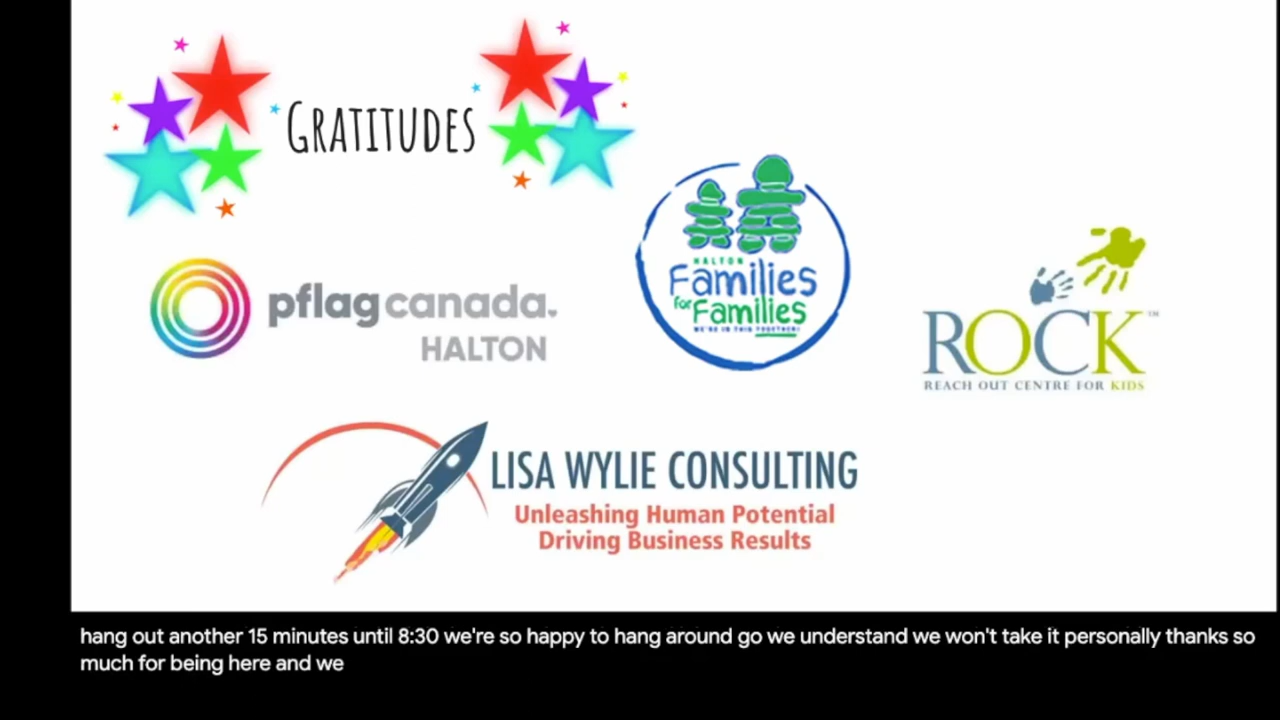 GRATITUDES
HALTON
Families
for Families
WE'RE IN THIS TOGETHER!
pflag canada.
HALTON
ROCK™
REACH OUT CENTRE FOR KIDS
LISA WYLIE CONSULTING
Unleashing Human Potential
Driving Business Results
hang out another 15 minutes until 8:30 we're so happy to hang around go we understand we won't take it personally thanks so
much for being here and we